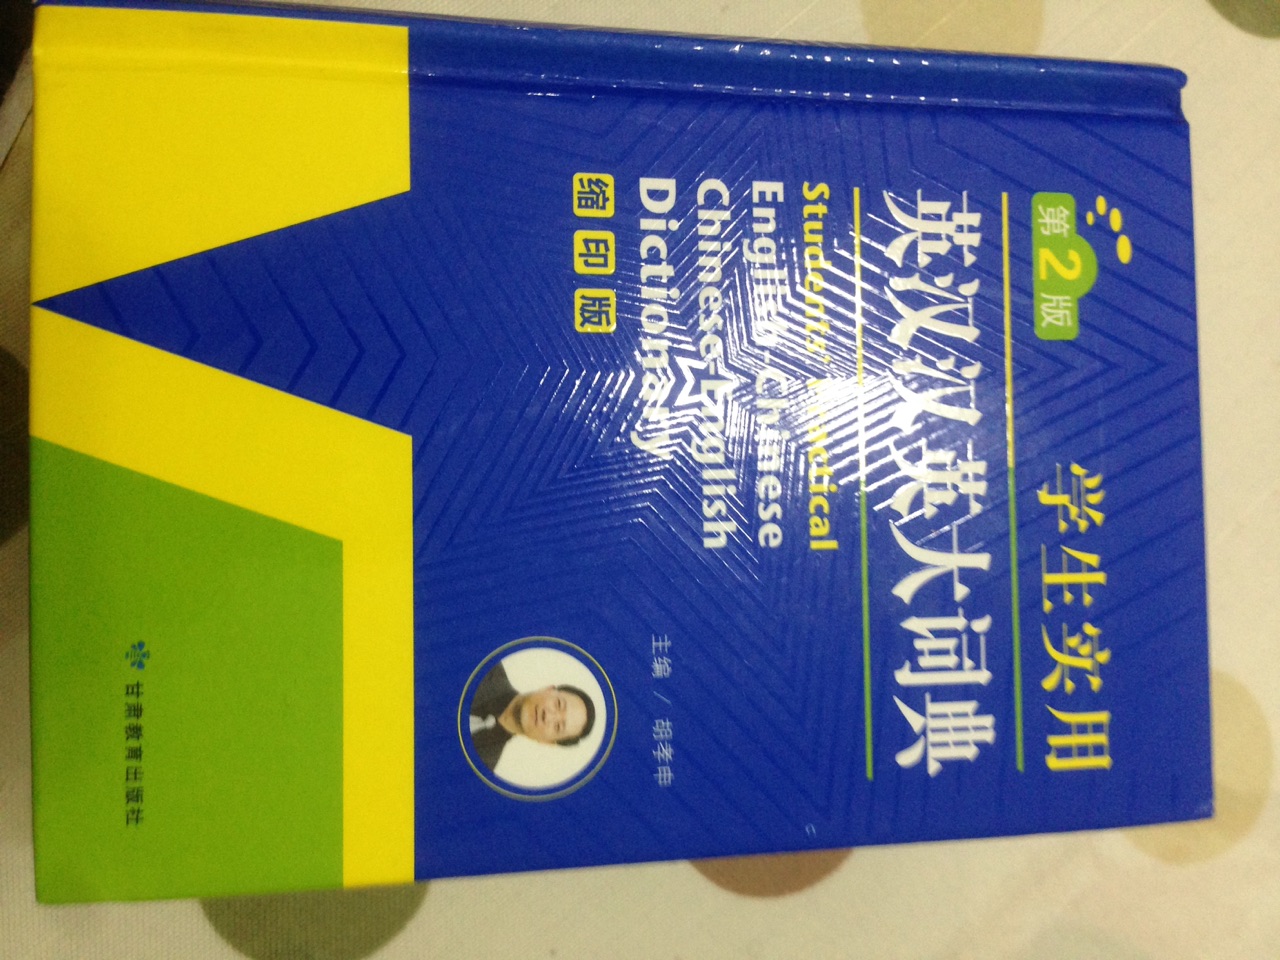 第2版
学生实用
英汉汉英大词典
Students' Practical
English-Chinese
Chinese-English
Dictionary
缩印版
主编/胡孝申
甘肃教育出版社